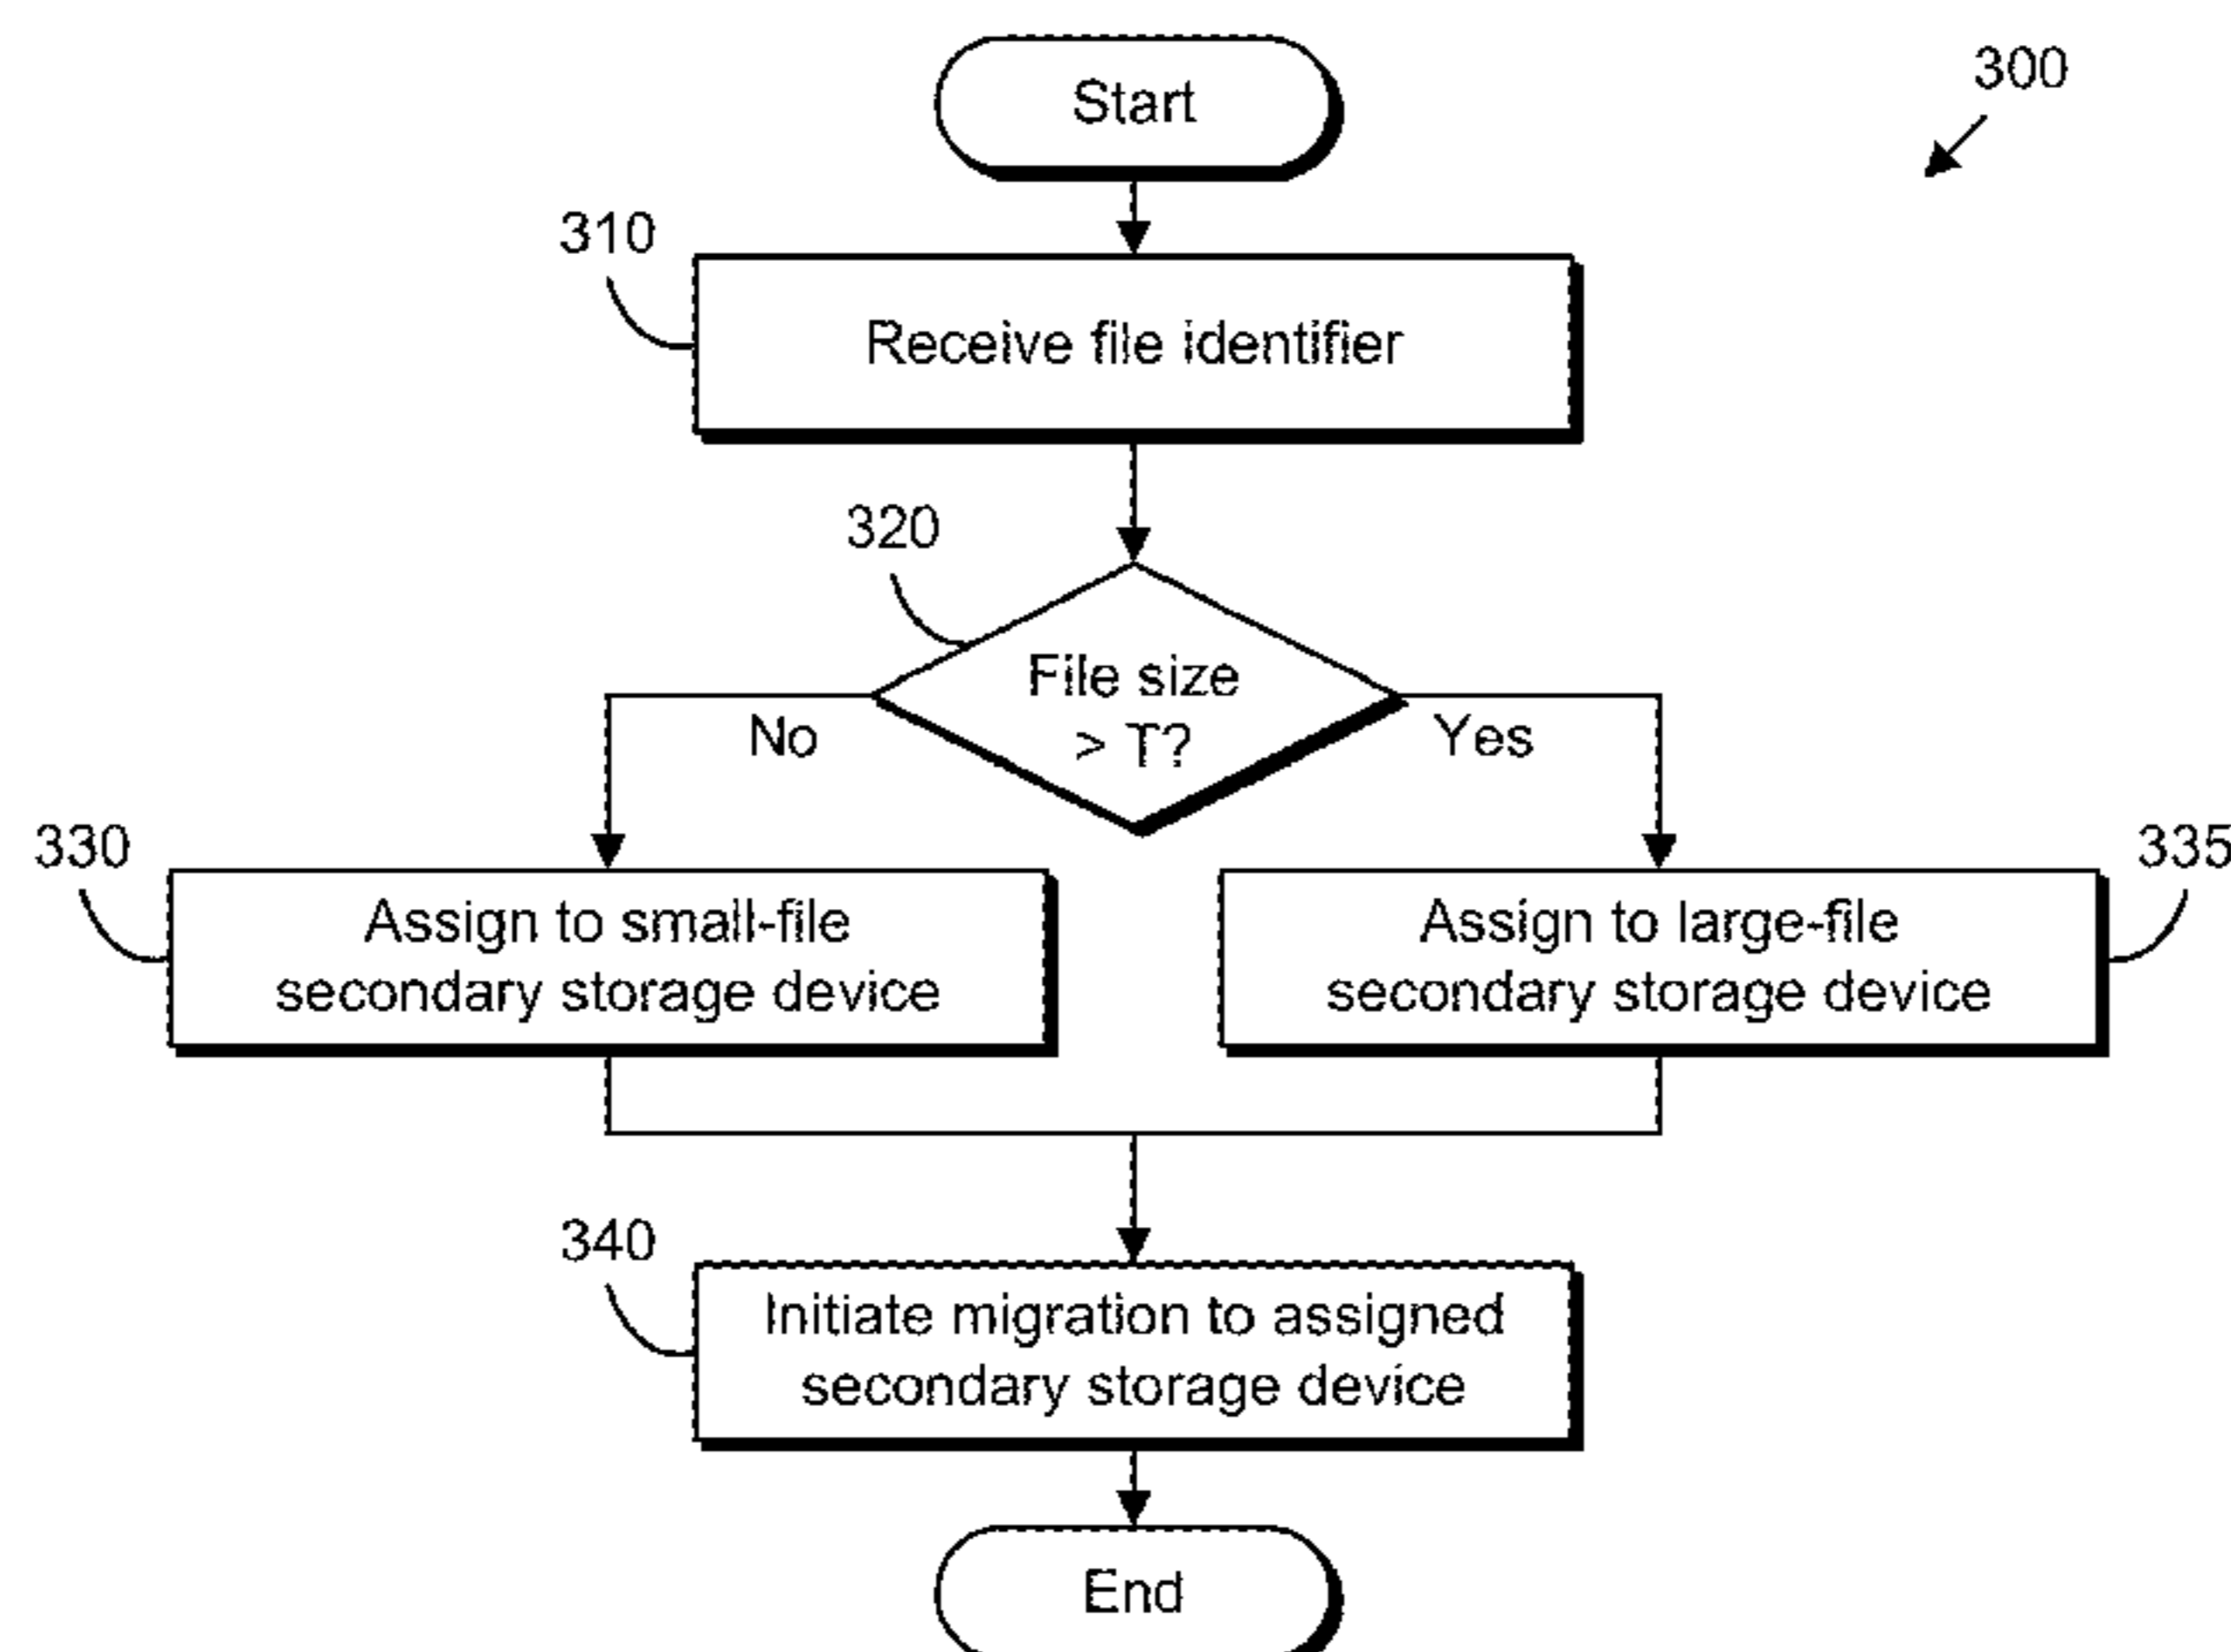 Start
300
310
Receive file identifier
320
File size
> T?
No
Yes
330
Assign to small-file
secondary storage device
335
Assign to large-file
secondary storage device
340
Initiate migration to assigned
secondary storage device
End